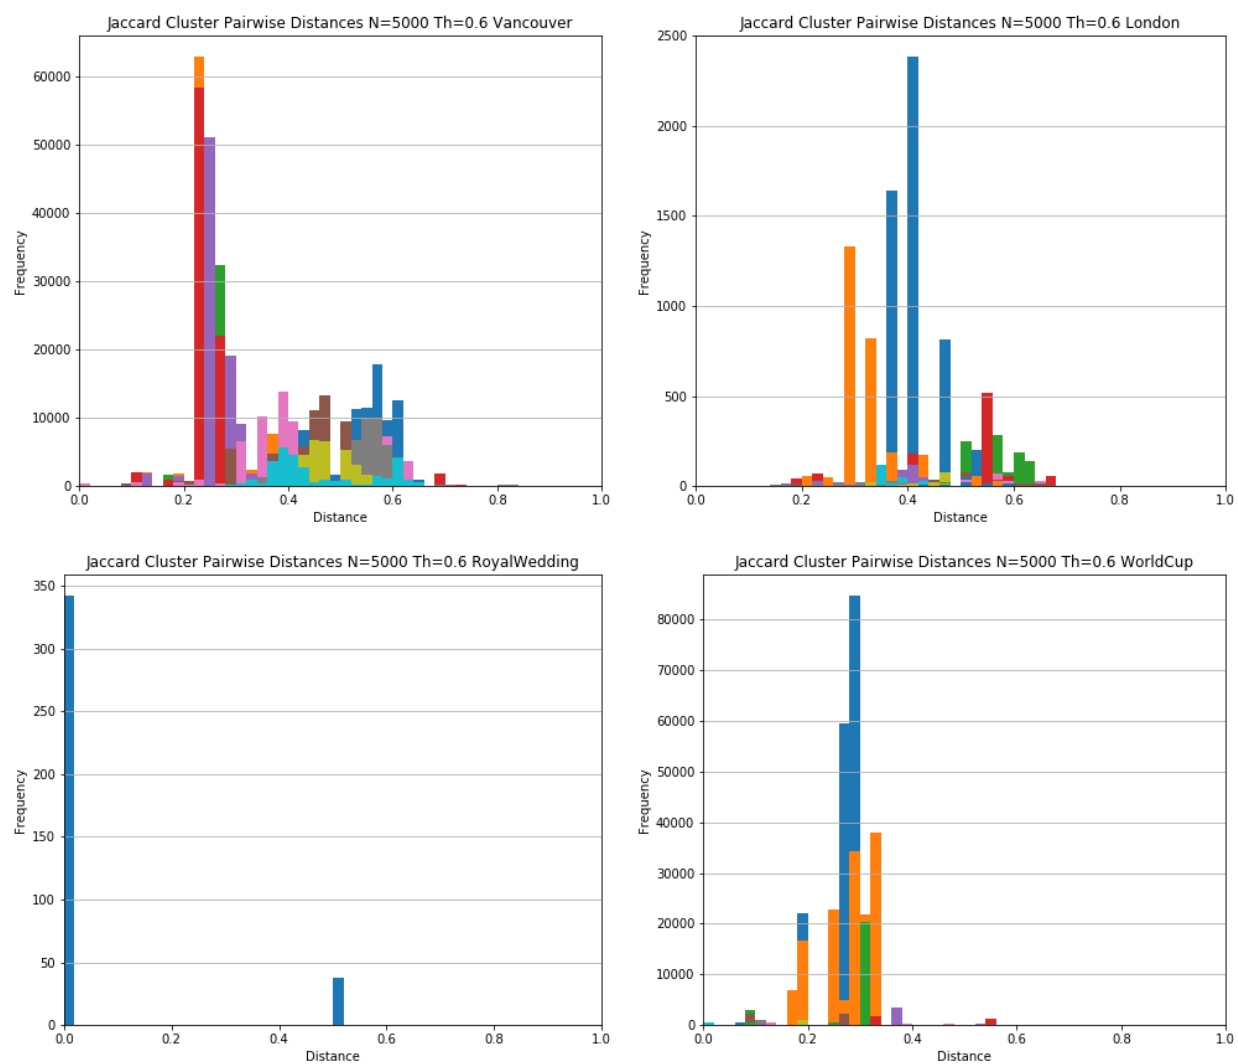 Jaccard Cluster Pairwise Distances N=5000 Th=0.6 Vancouver
Frequency
60000
50000
40000
30000
20000
10000
0
0.0 0.2 0.4 0.6 0.8 1.0
Distance
Jaccard Cluster Pairwise Distances N=5000 Th=0.6 London
Frequency
2500
2000
1500
1000
500
0
0.0 0.2 0.4 0.6 0.8 1.0
Distance
Jaccard Cluster Pairwise Distances N=5000 Th=0.6 RoyalWedding
Frequency
350
300
250
200
150
100
50
0
0.0 0.2 0.4 0.6 0.8 1.0
Distance
Jaccard Cluster Pairwise Distances N=5000 Th=0.6 WorldCup
Frequency
80000
70000
60000
50000
40000
30000
20000
10000
0
0.0 0.2 0.4 0.6 0.8 1.0
Distance